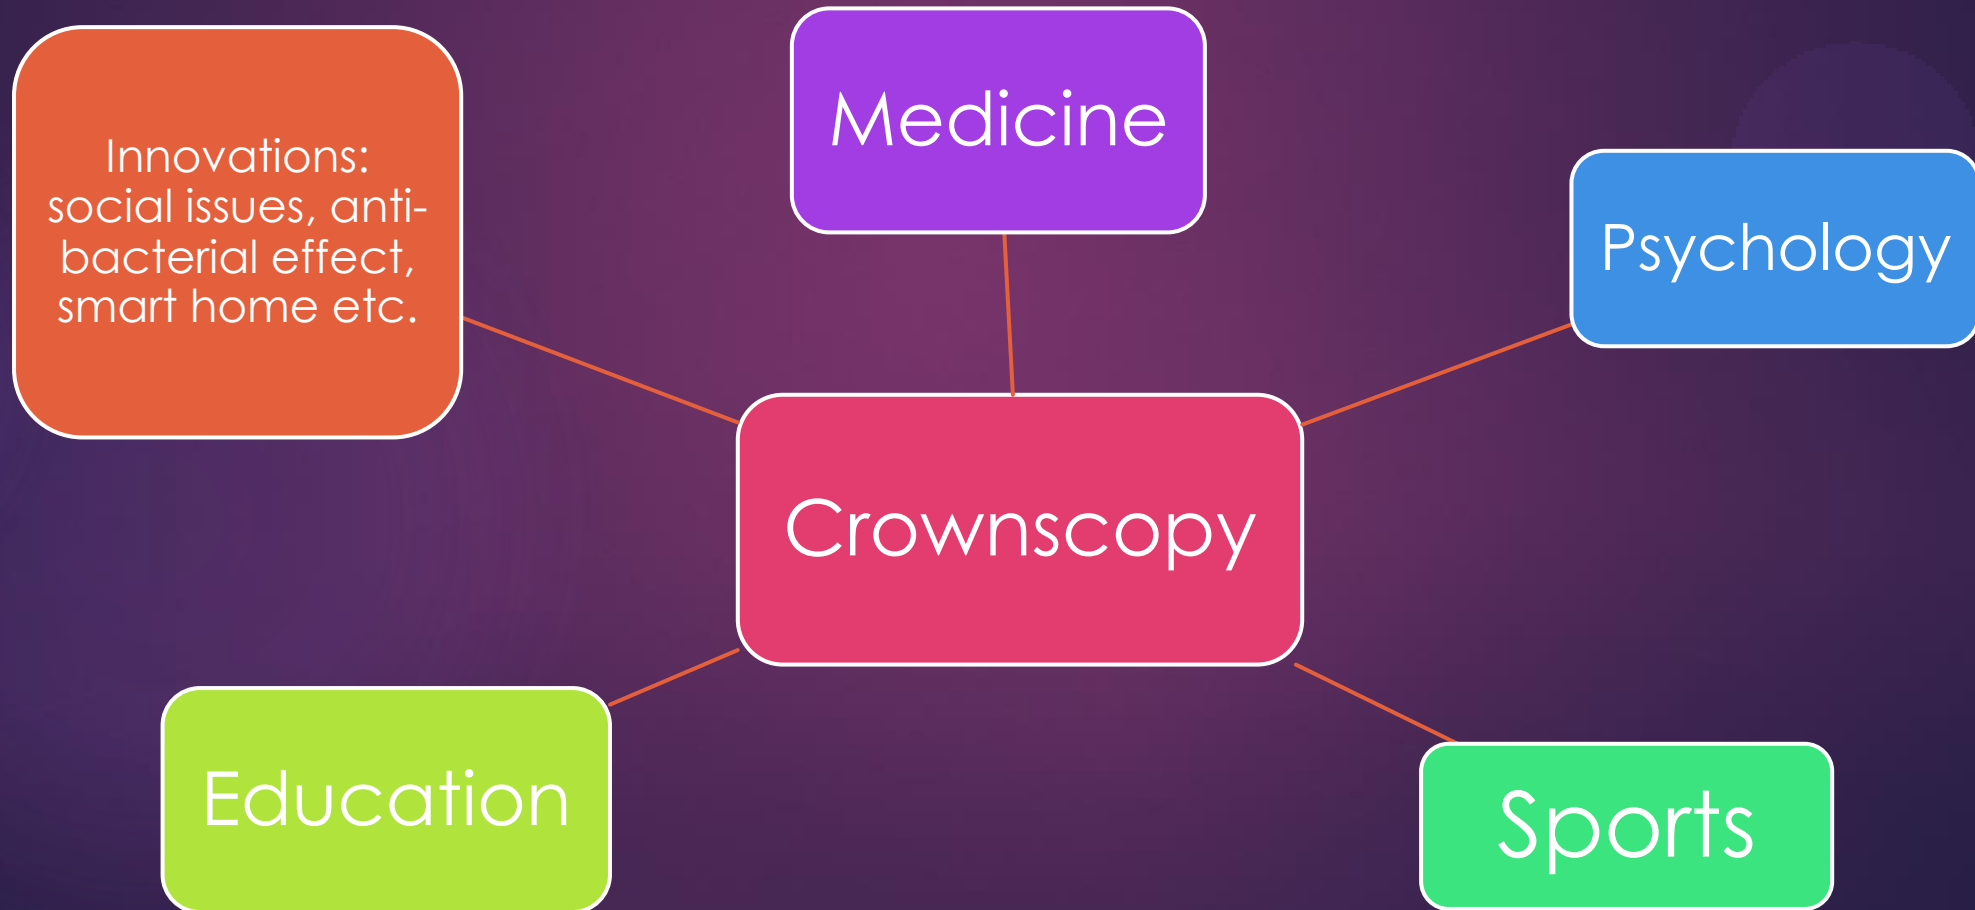 Medicine
Innovations:
social issues, anti-
bacterial effect,
smart home etc.
Psychology
Crownscopy
Education
Sports